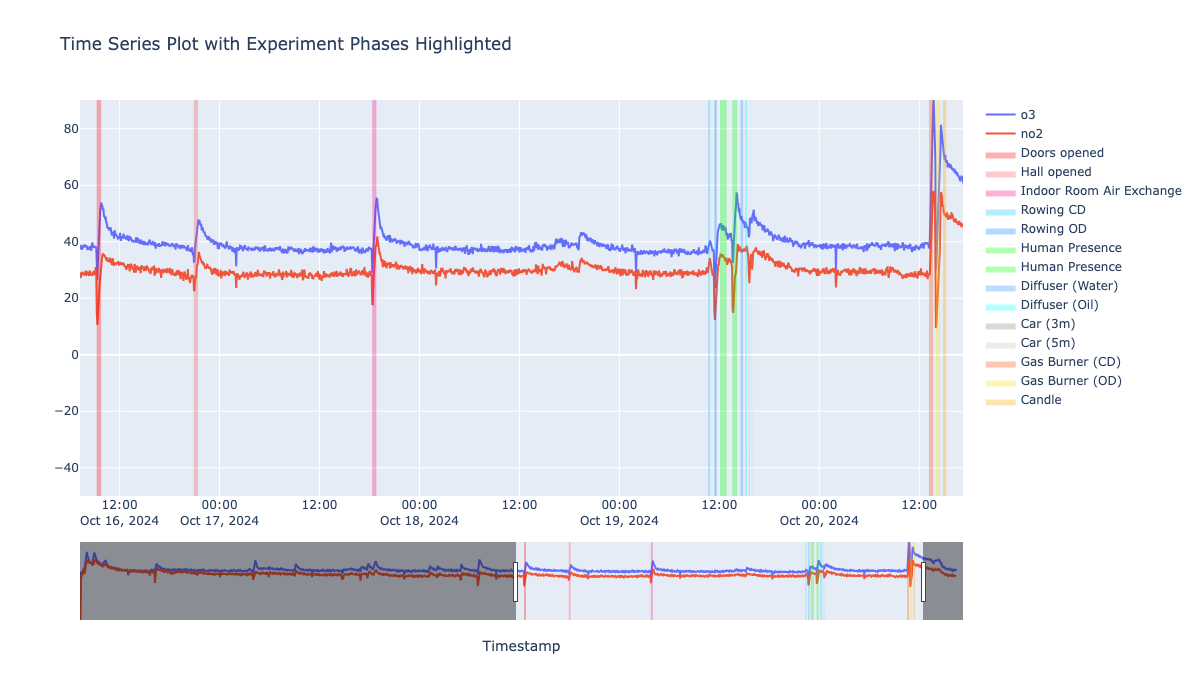 Time Series Plot with Experiment Phases Highlighted
80
60
40
20
0
−20
−40
12:00
Oct 16, 2024
00:00
Oct 17, 2024
12:00
00:00
Oct 18, 2024
12:00
00:00
Oct 19, 2024
12:00
00:00
Oct 20, 2024
12:00
Timestamp
o3
no2
Doors opened
Hall opened
Indoor Room Air Exchange
Rowing CD
Rowing OD
Human Presence
Human Presence
Diffuser (Water)
Diffuser (Oil)
Car (3m)
Car (5m)
Gas Burner (CD)
Gas Burner (OD)
Candle